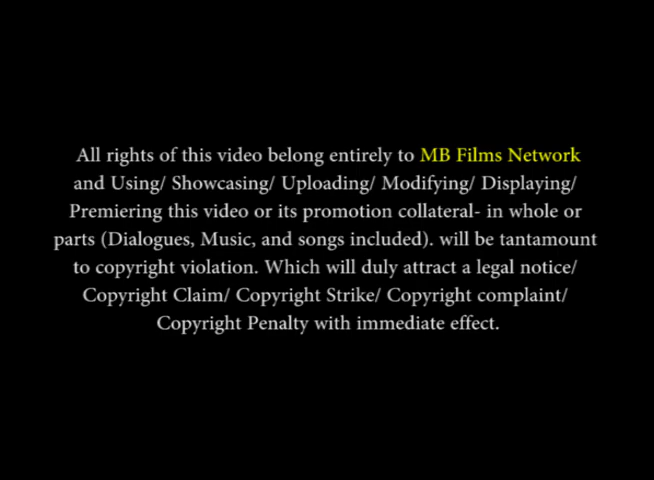 All rights of this video belong entirely to MB Films Network
and Using/ Showcasing/ Uploading/ Modifying/ Displaying/
Premiering this video or its promotion collateral- in whole or
parts (Dialogues, Music, and songs included). will be tantamount
to copyright violation. Which will duly attract a legal notice/
Copyright Claim/ Copyright Strike/ Copyright complaint/
Copyright Penalty with immediate effect.